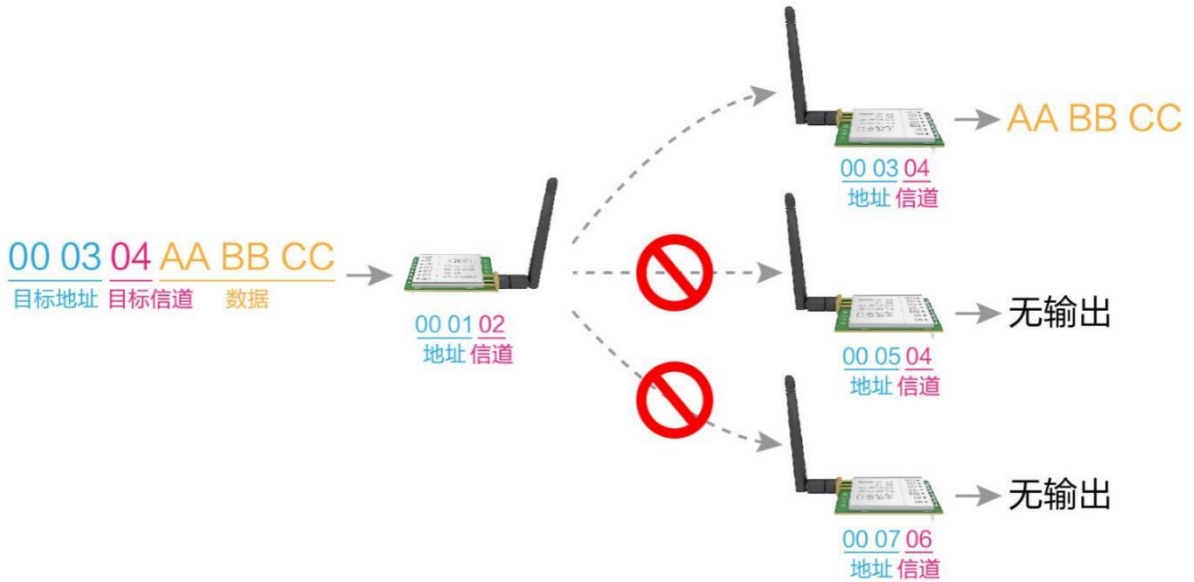 00 03 04 AA BB CC
目标地址 目标信道 数据
00 01 02
地址 信道
AA BB CC
00 03 04
地址 信道
无输出
00 05 04
地址 信道
无输出
00 07 06
地址 信道